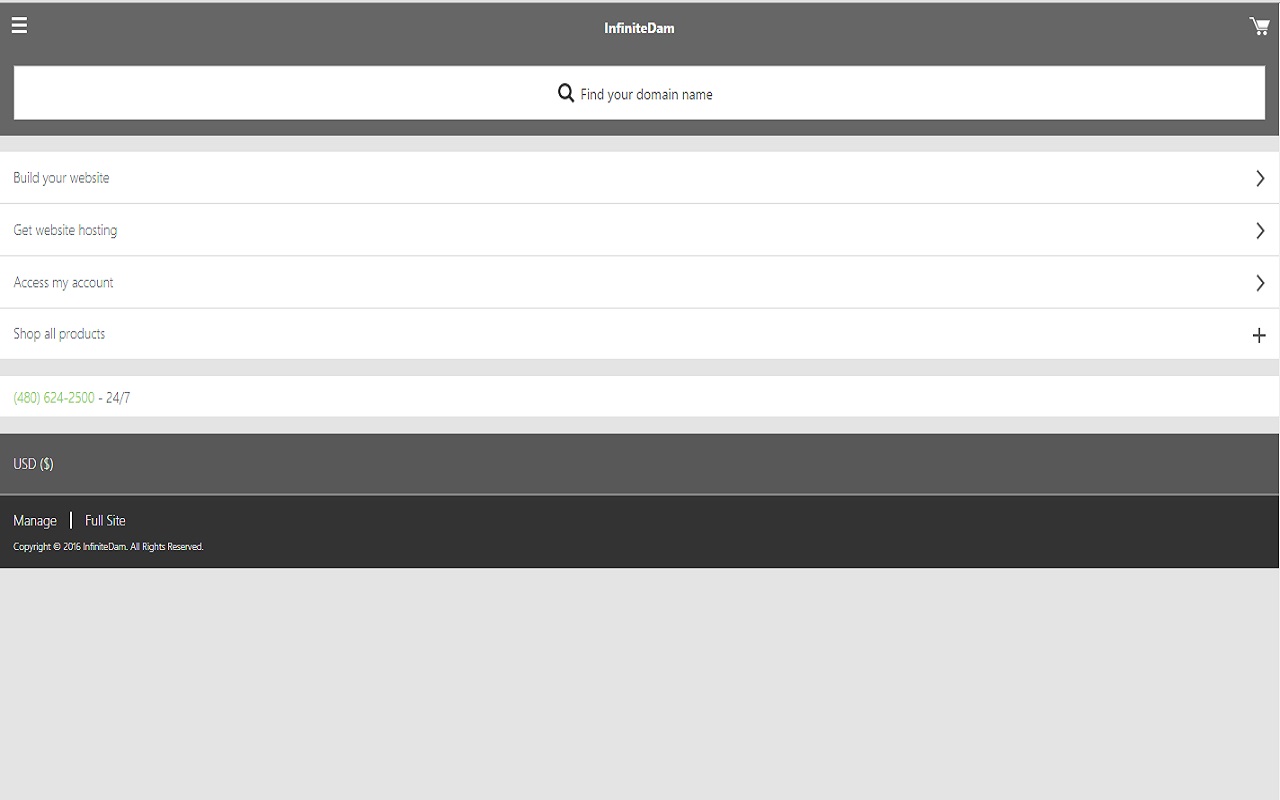 InfiniteDam
Find your domain name
Build your website
Get website hosting
Access my account
Shop all products
(480) 624-2500 - 24/7
USD ($)
Manage | Full Site
Copyright © 2016 InfiniteDam. All Rights Reserved.